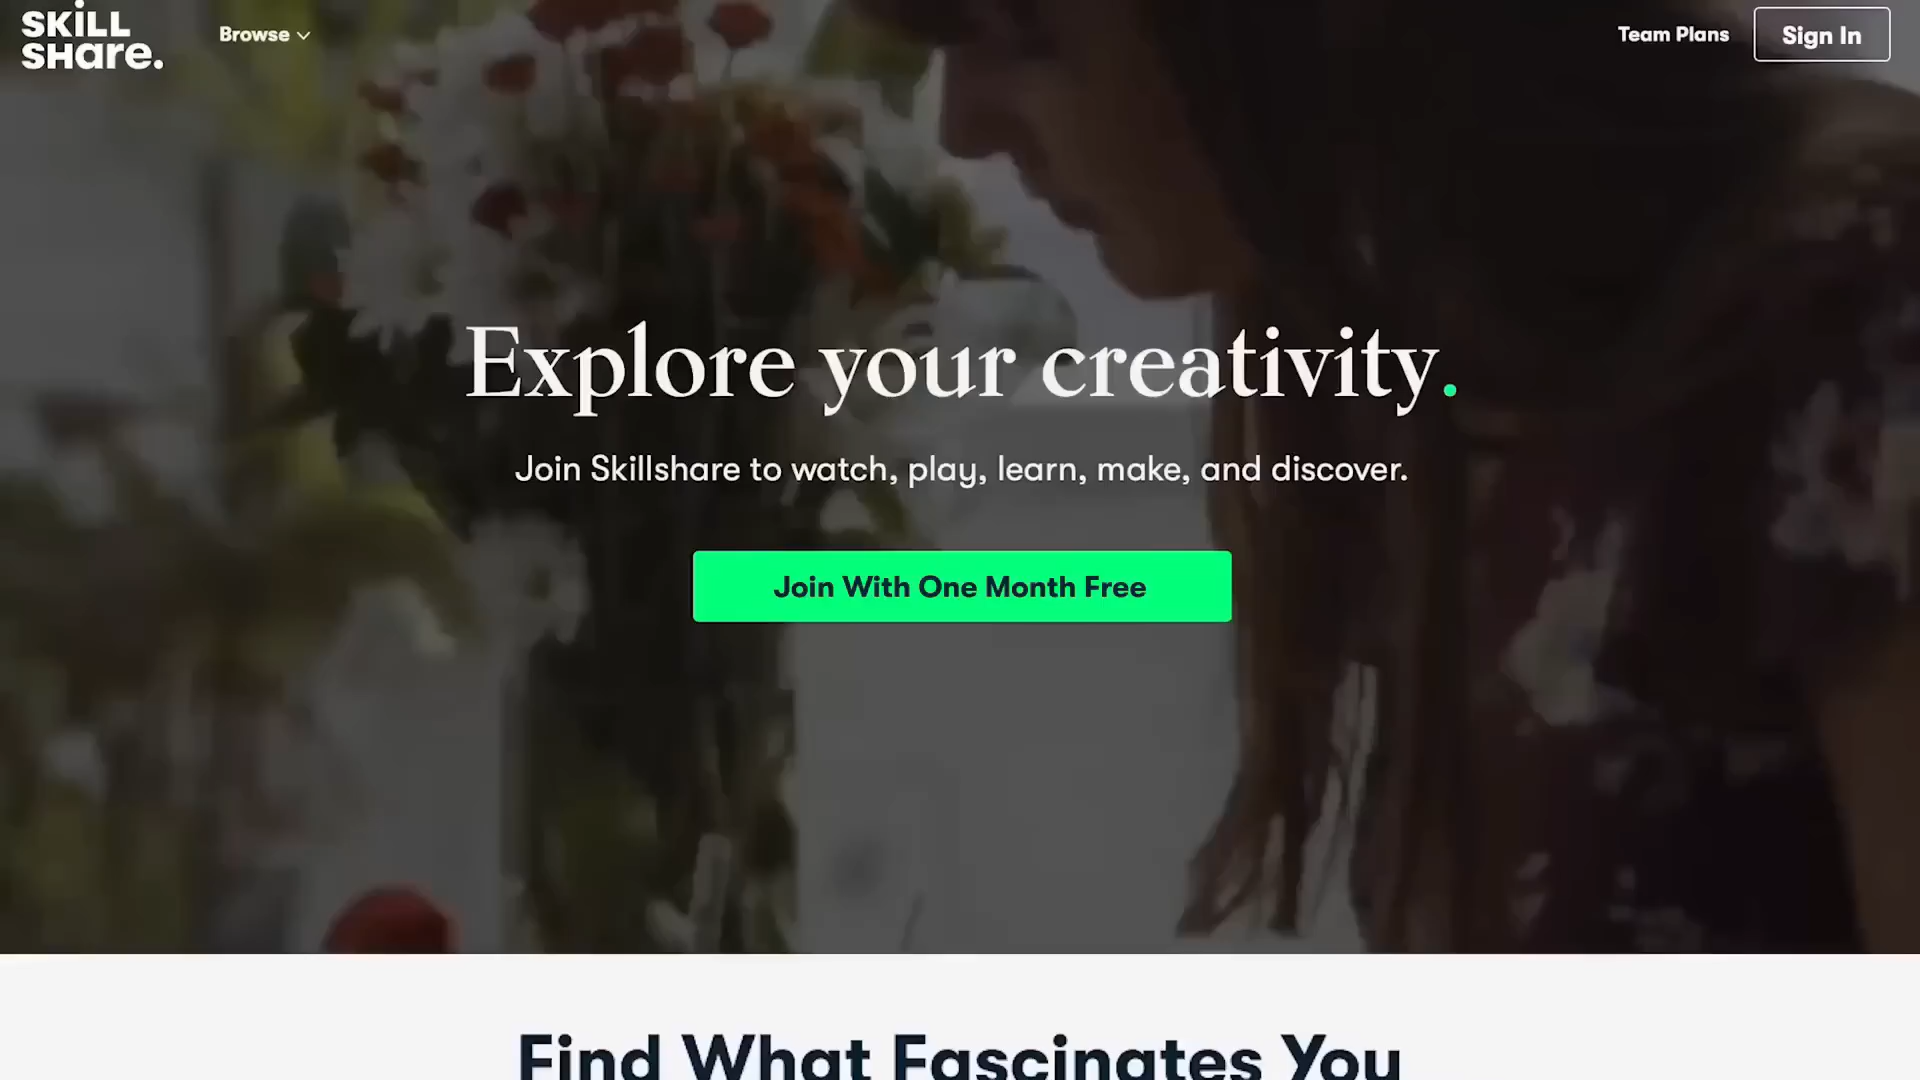 SKILL
SHare.
Browse
Team Plans
Sign In
Explore your creativity.
Join Skillshare to watch, play, learn, make, and discover.
Join With One Month Free
Find What Fascinates You